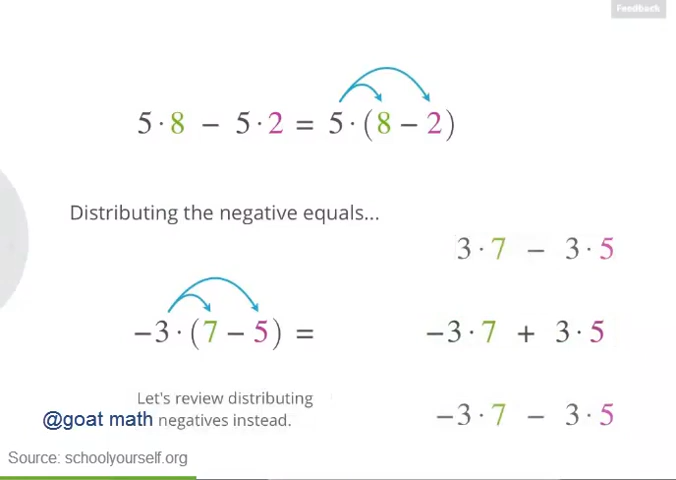 Feedback
5 · 8 − 5 · 2 = 5 · (8 − 2)
Distributing the negative equals...
3 · 7 − 3 · 5
−3 · (7 − 5) =
−3 · 7 + 3 · 5
Let's review distributing
@goat math negatives instead.
−3 · 7 − 3 · 5
Source: schoolyourself.org